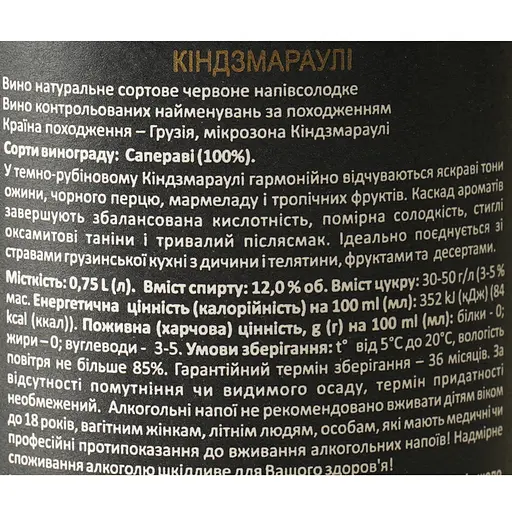 КІНДЗМАРАУЛІ
Вино натуральне сортове червоне напівсолодке
Вино контрольованих найменувань за походженням
Країна походження – Грузія, мікрозона Кіндзмараулі
Сорти винограду: Сапераві (100%).
У темно-рубіновому Кіндзмараулі гармонійно відчуваються яскраві тони
ожини, чорного перцю, мармеладу і тропічних фруктів. Каскад ароматів
завершують збалансована кислотність, помірна солодкість, стиглі
оксамитові таніни і тривалий післясмак. Ідеально поєднується зі
стравами грузинської кухні з дичини і телятини, фруктами та десертами.
Місткість: 0,75 L (л). Вміст спирту: 12,0 % об. Вміст цукру: 30-50 г/л (3-5 %
мас. Енергетична цінність (калорійність) на 100 ml (мл): 352 kJ (кДж) (84
kcal (ккал)). Поживна (харчова) цінність, g (г) на 100 ml (мл): білки - 0;
жири – 0; вуглеводи - 3-5. Умови зберігання: t° від 5°С до 20°С, вологість
повітря не більше 85%. Гарантійний термін зберігання – 36 місяців. За
відсутності помутніння чи видимого осаду, термін придатності
необмежений. Алкогольні напої не рекомендовано вживати дітям віком
до 18 років, вагітним жінкам, літнім людям, особам, які мають медичні чи
професійні протипоказання до вживання алкогольних напоїв! Надмірне
споживання алкоголю шкідливе для Вашого здоров'я!